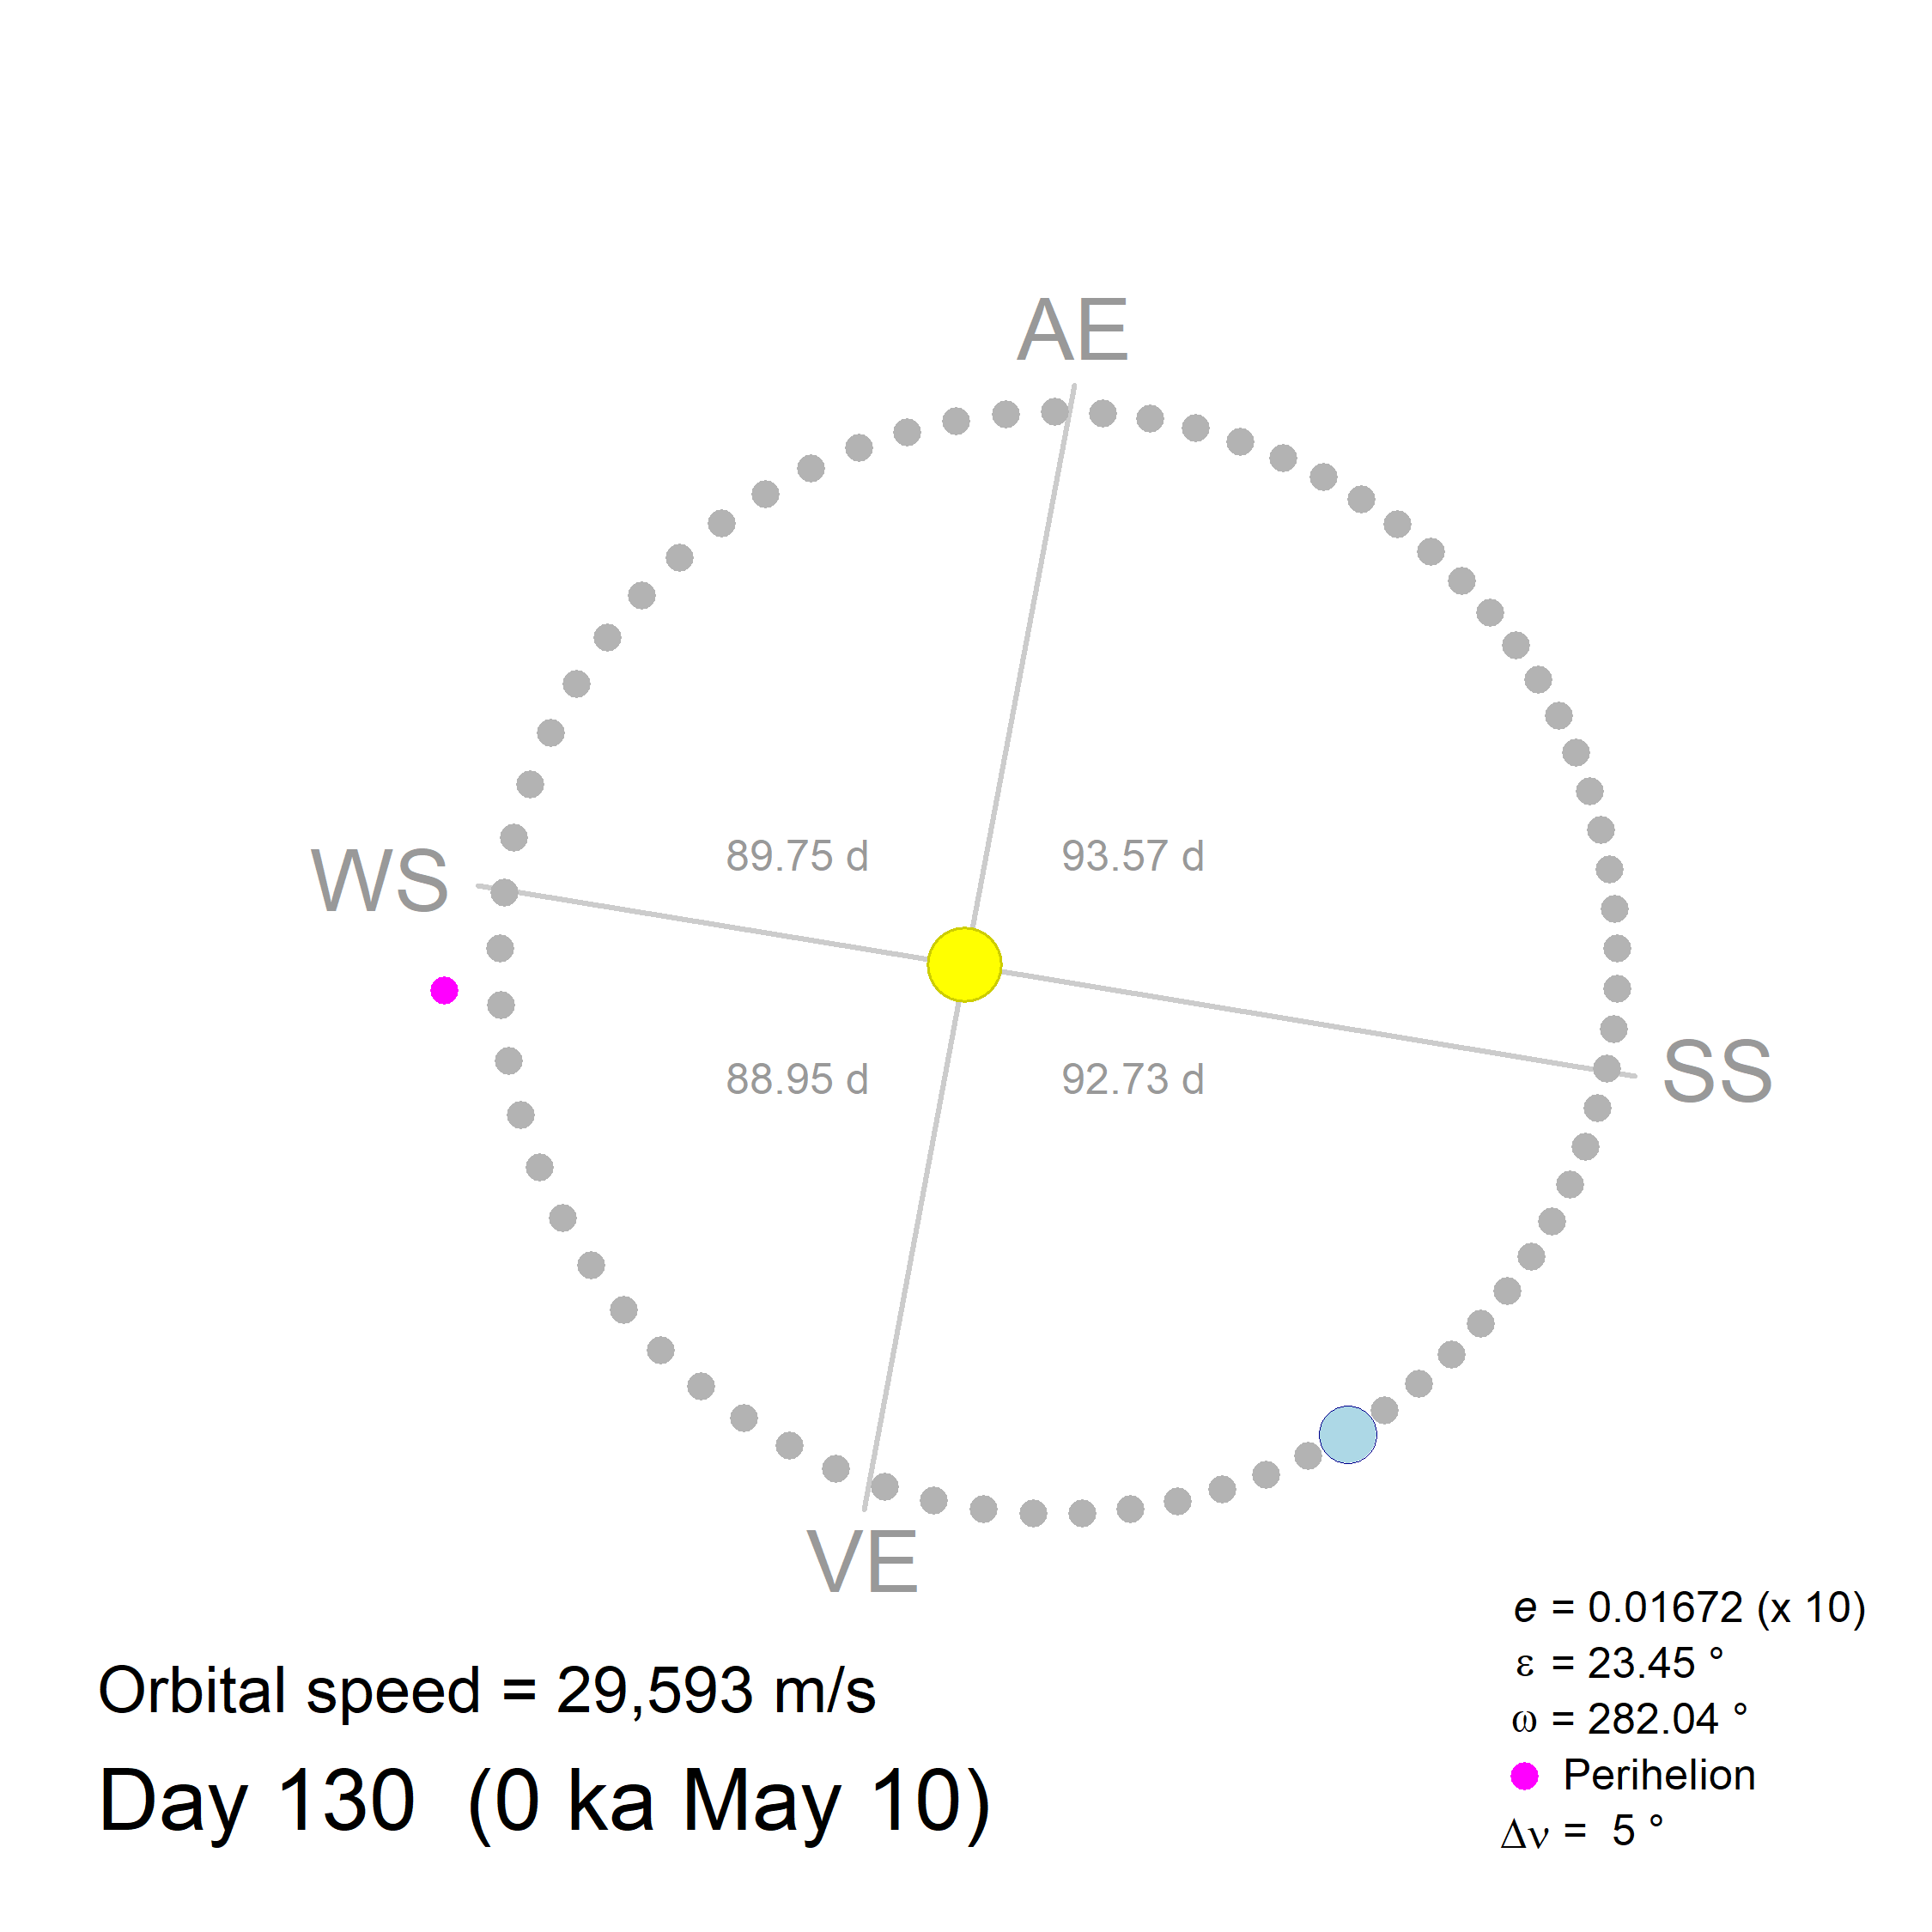 AE
89.75 d
93.57 d
WS
SS
88.95 d
92.73 d
VE
e = 0.01672 (x 10)
ε = 23.45 °
ω = 282.04 °
Perihelion
Δν = 5 °
Orbital speed = 29,593 m/s
Day 130 (0 ka May 10)